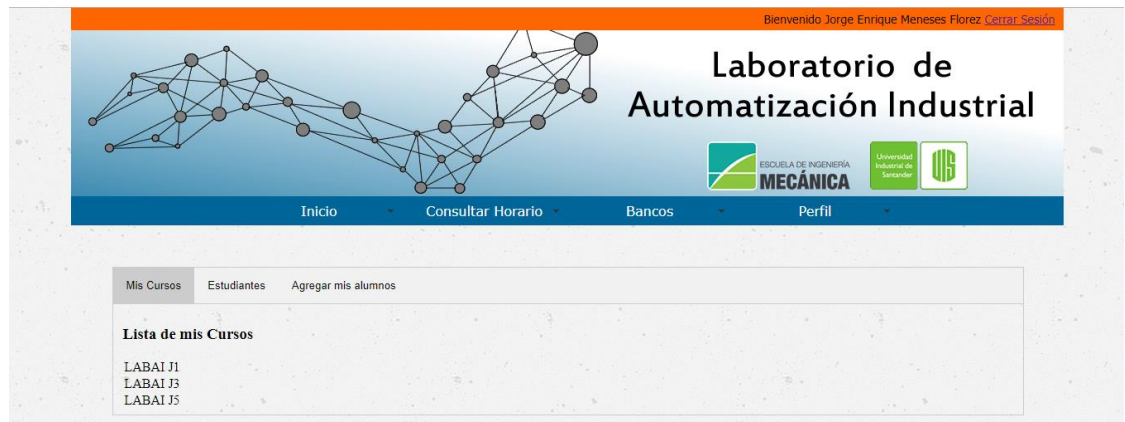 Bienvenido Jorge Enrique Meneses Florez Cerrar Sesión
Laboratorio de
Automatización Industrial
ESCUELA DE INGENIERÍA
MECÁNICA
Universidad
Industrial de
Santander
UIS
Inicio Consultar Horario Bancos Perfil
Mis Cursos Estudiantes Agregar mis alumnos
Lista de mis Cursos
LABAI J1
LABAI J3
LABAI J5